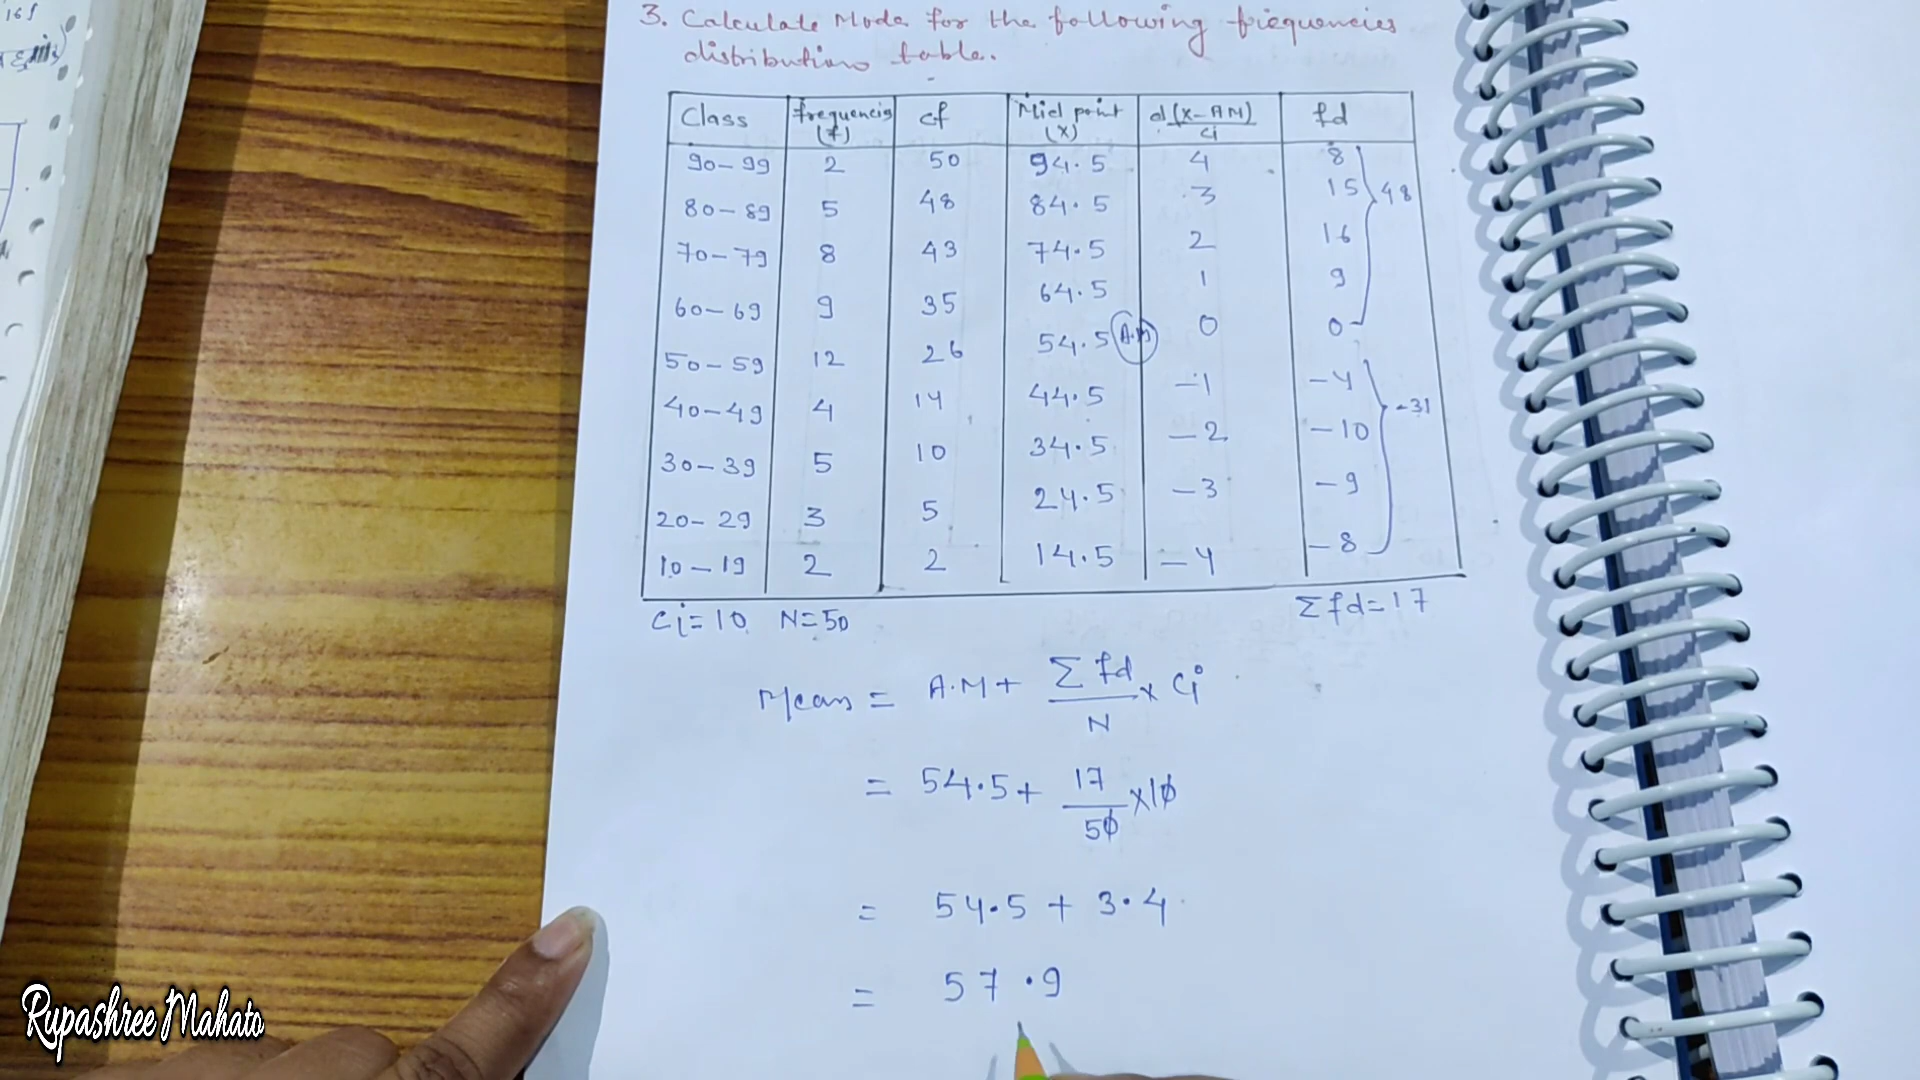 161
3. Calculate Mode for the following frequencies
distributions table.
Class frequencies (f) cf Mid point (X) d (X-AM)/ci fd
90-99 2 50 94.5 4 8
80-89 5 48 84.5 3 15 48
70-79 8 43 74.5 2 16
60-69 9 35 64.5 1 9
50-59 12 26 54.5 A.M 0 0
40-49 4 14 44.5 -1 -4
30-39 5 10 34.5 -2 -10 -31
20-29 3 5 24.5 -3 -9
10-19 2 2 14.5 -4 -8
Ci=10 N=50 Σfd=17
Mean = A.M + Σfd/N × Ci
= 54.5 + 17/50 × 10
= 54.5 + 3.4
= 57.9
Rupashree Mahato